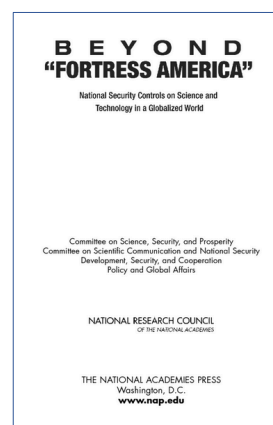 BEYOND
“FORTRESS AMERICA”
National Security Controls on Science and
Technology in a Globalized World
Committee on Science, Security, and Prosperity
Committee on Scientific Communication and National Security
Development, Security, and Cooperation
Policy and Global Affairs
NATIONAL RESEARCH COUNCIL
OF THE NATIONAL ACADEMIES
THE NATIONAL ACADEMIES PRESS
Washington, D.C.
www.nap.edu